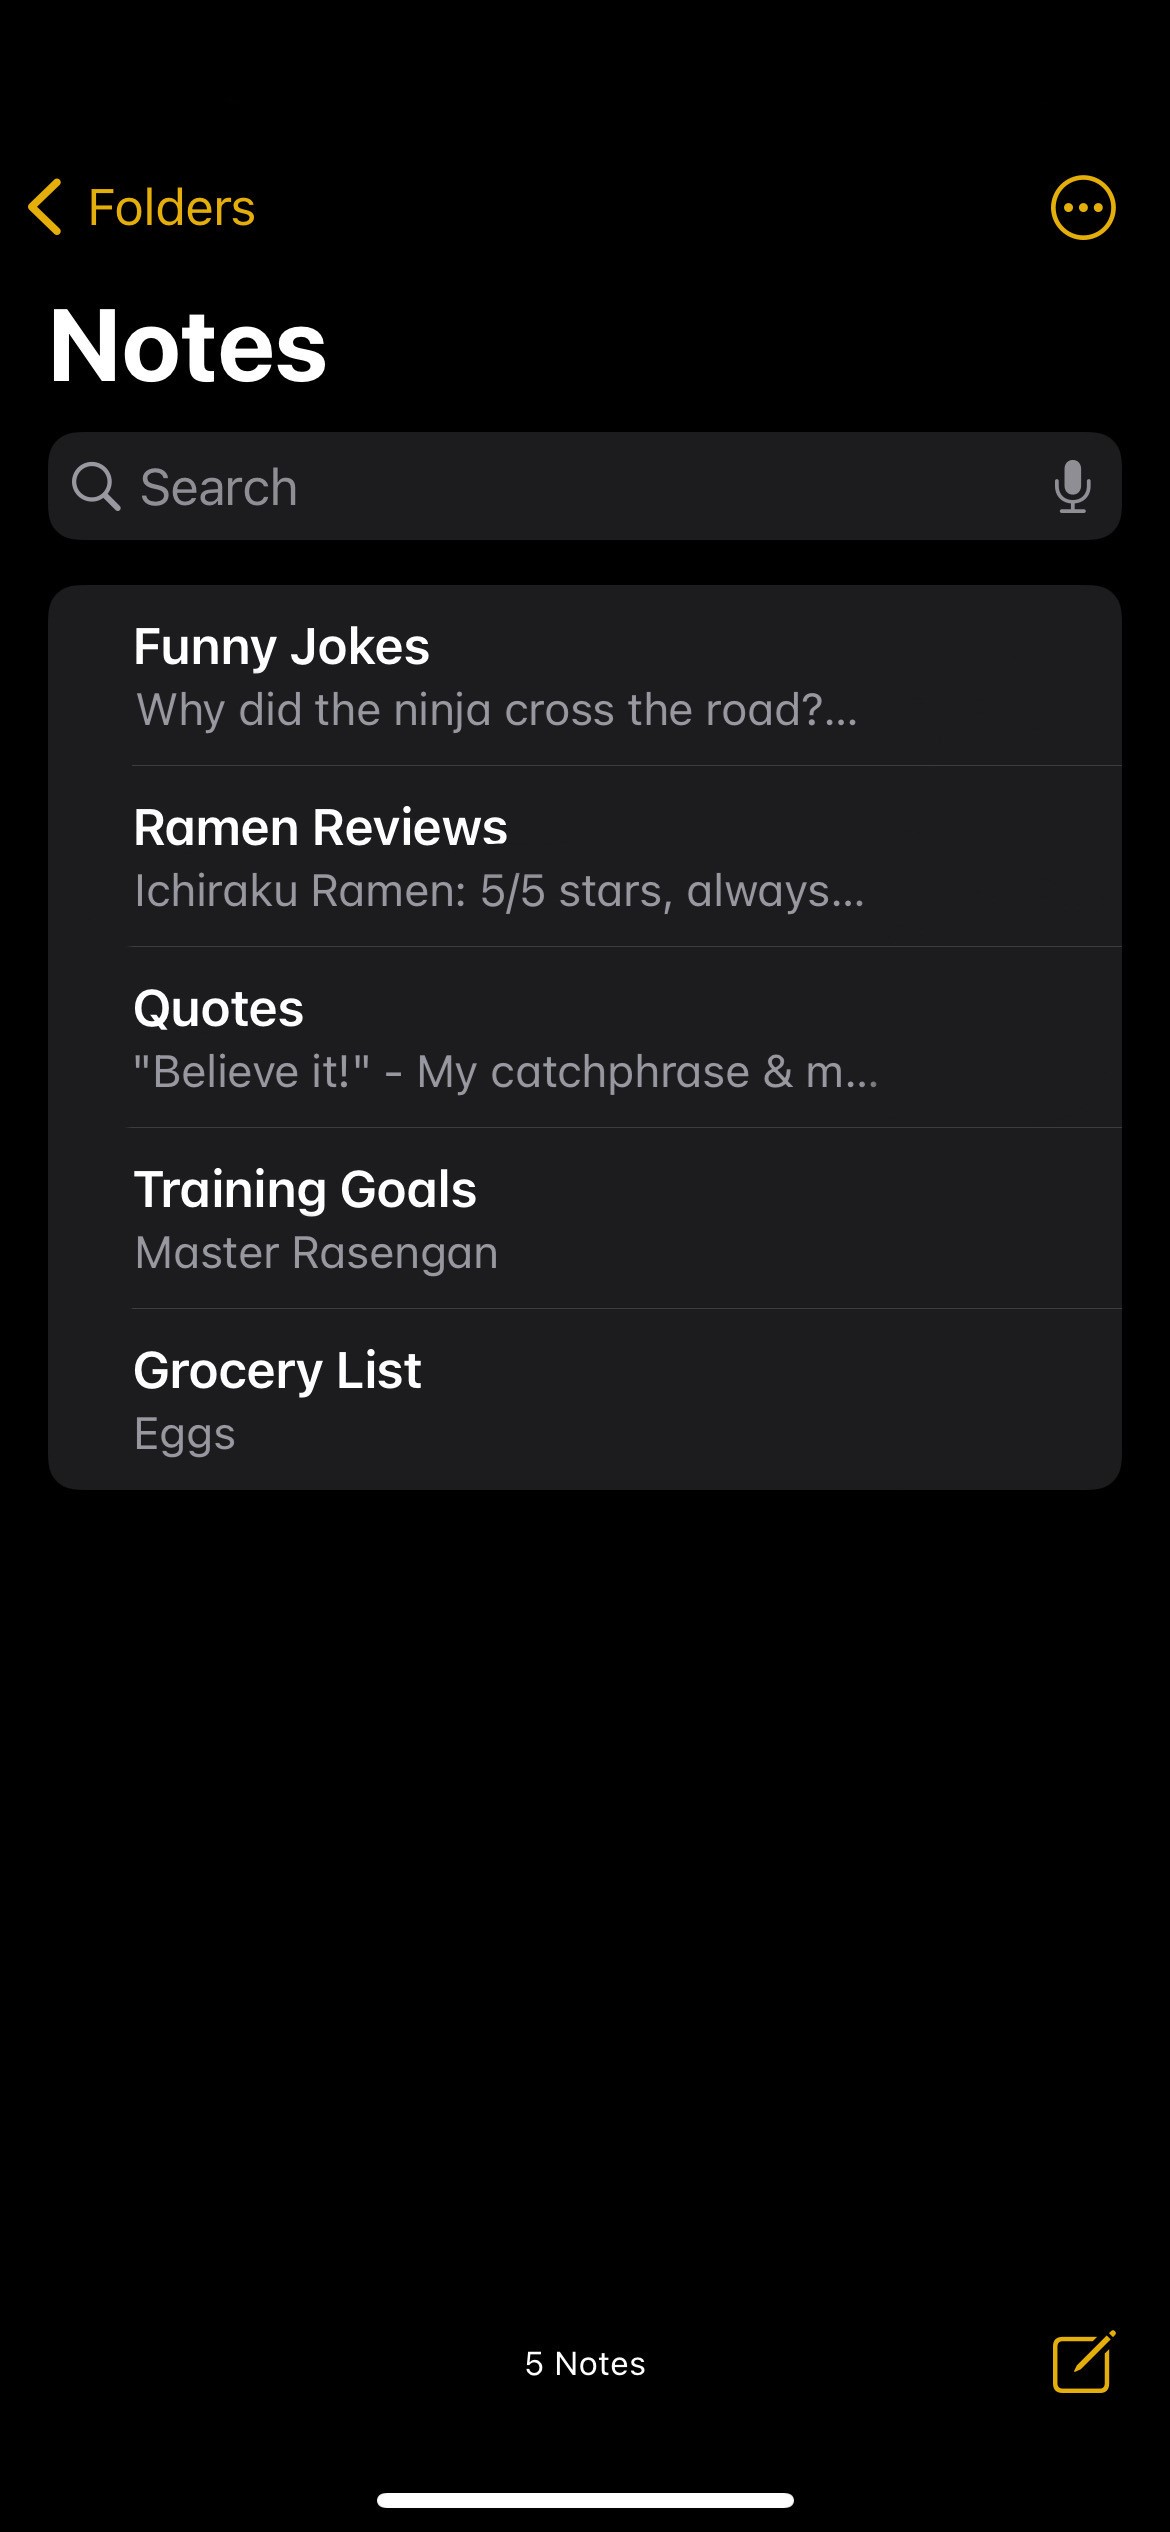 Folders
Notes
Search
Funny Jokes
Why did the ninja cross the road?...
Ramen Reviews
Ichiraku Ramen: 5/5 stars, always...
Quotes
"Believe it!" - My catchphrase & m...
Training Goals
Master Rasengan
Grocery List
Eggs
5 Notes